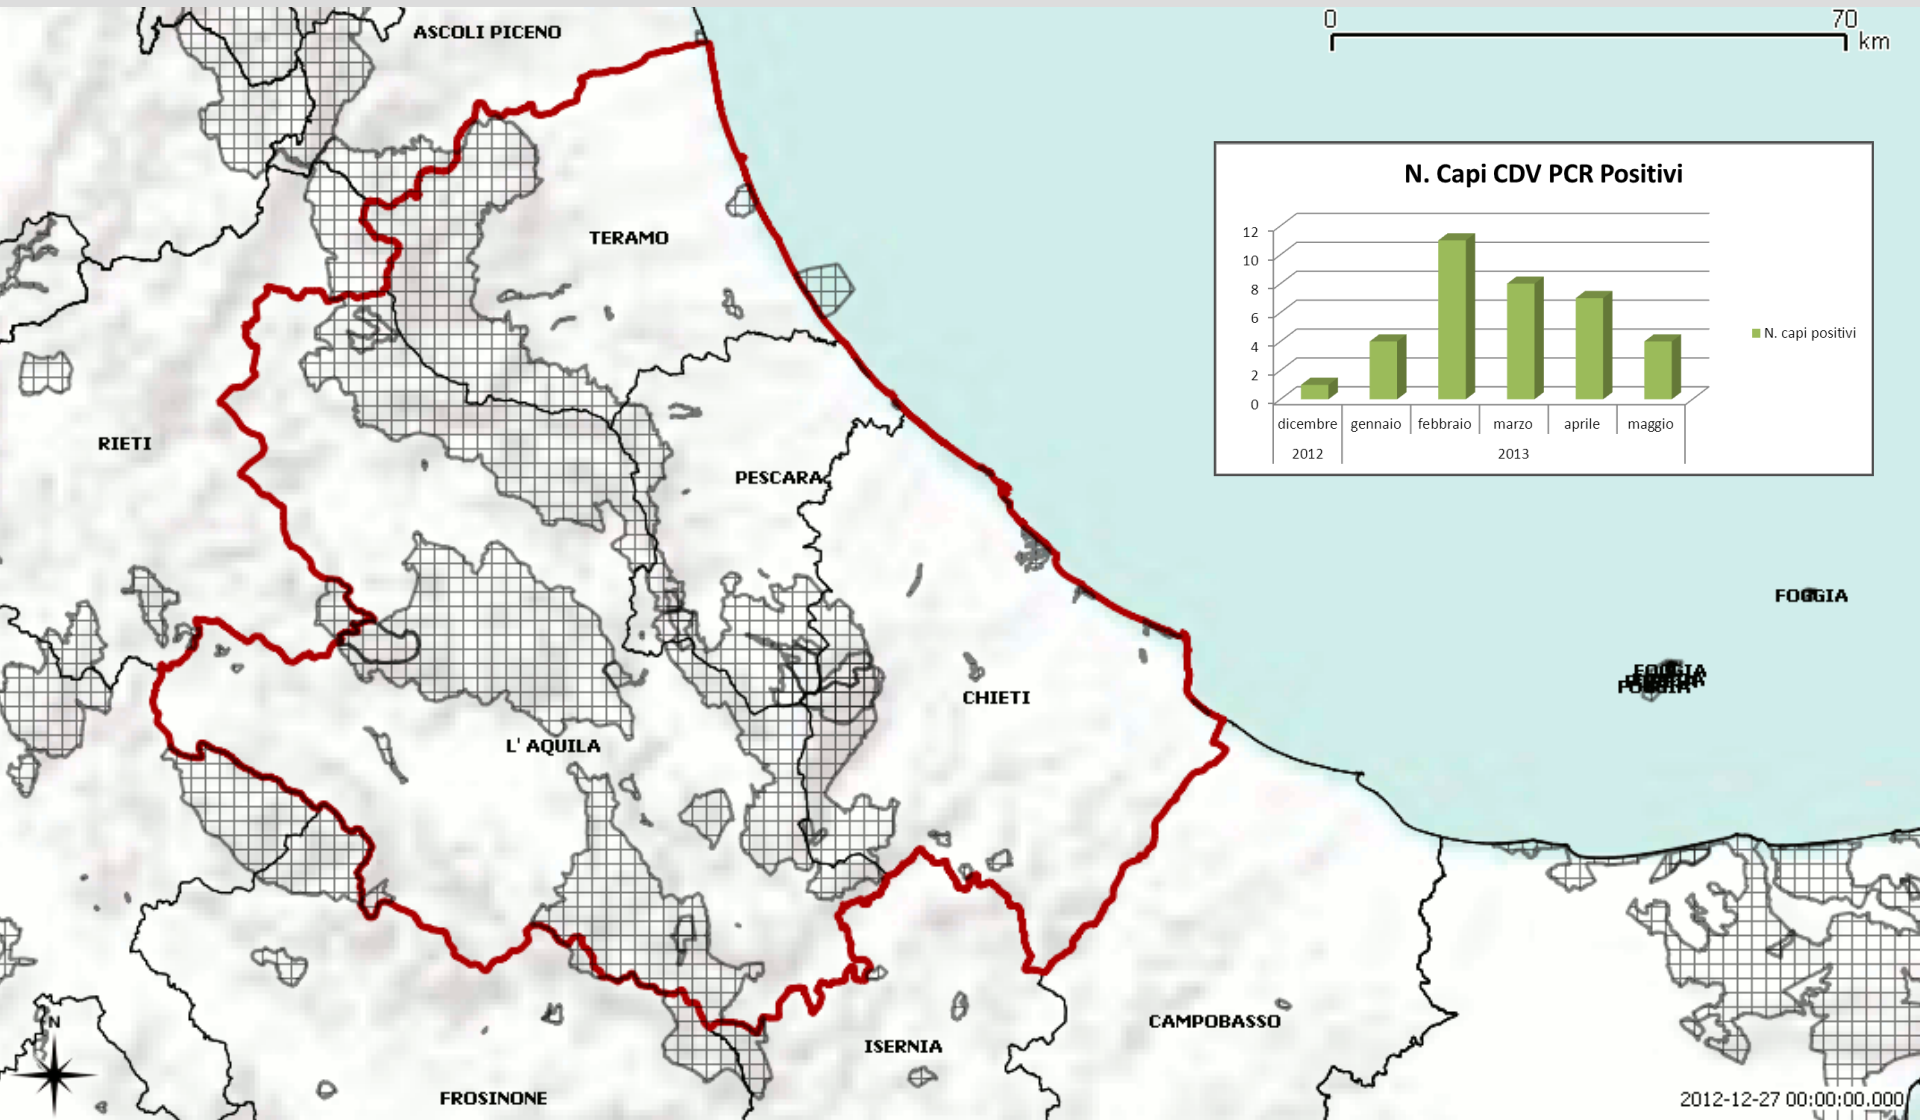 0 70
km
ASCOLI PICENO
N. Capi CDV PCR Positivi
12
10
8
6
4
2
0
N. capi positivi
dicembre gennaio febbraio marzo aprile maggio
2012 2013
TERAMO
RIETI
PESCARA
FOGGIA
FOGGIA
FOGGIA
CHIETI
L' AQUILA
N
CAMPOBASSO
ISERNIA
FROSINONE
2012-12-27 00:00:00.000